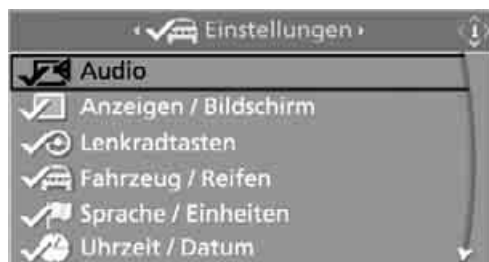 Einstellungen
Audio
Anzeigen / Bildschirm
Lenkradtasten
Fahrzeug / Reifen
Sprache / Einheiten
Uhrzeit / Datum